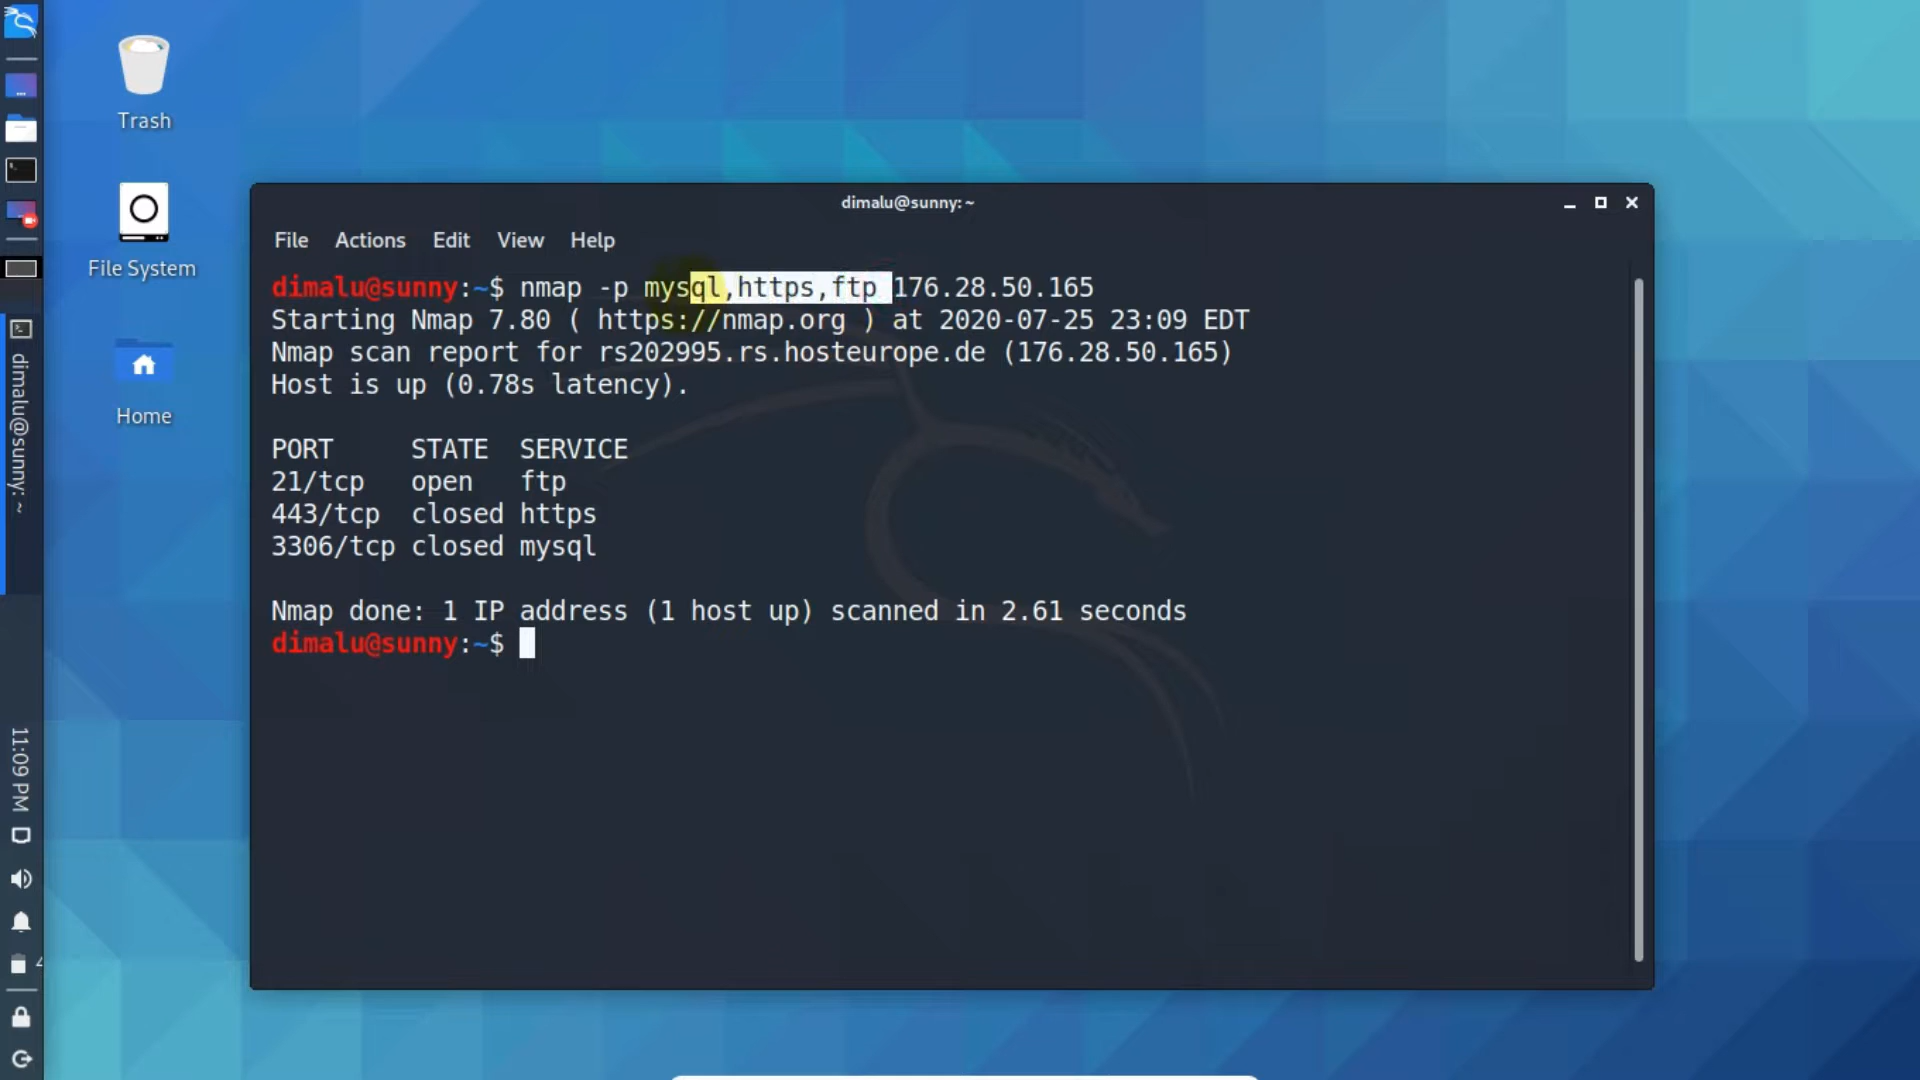 Trash
File System
Home
dimalu@sunny: ~
11:09 PM
4
dimalu@sunny: ~
File Actions Edit View Help
dimalu@sunny:~$ nmap -p mysql,https,ftp 176.28.50.165
Starting Nmap 7.80 ( https://nmap.org ) at 2020-07-25 23:09 EDT
Nmap scan report for rs202995.rs.hosteurope.de (176.28.50.165)
Host is up (0.78s latency).
PORT STATE SERVICE
21/tcp open ftp
443/tcp closed https
3306/tcp closed mysql
Nmap done: 1 IP address (1 host up) scanned in 2.61 seconds
dimalu@sunny:~$